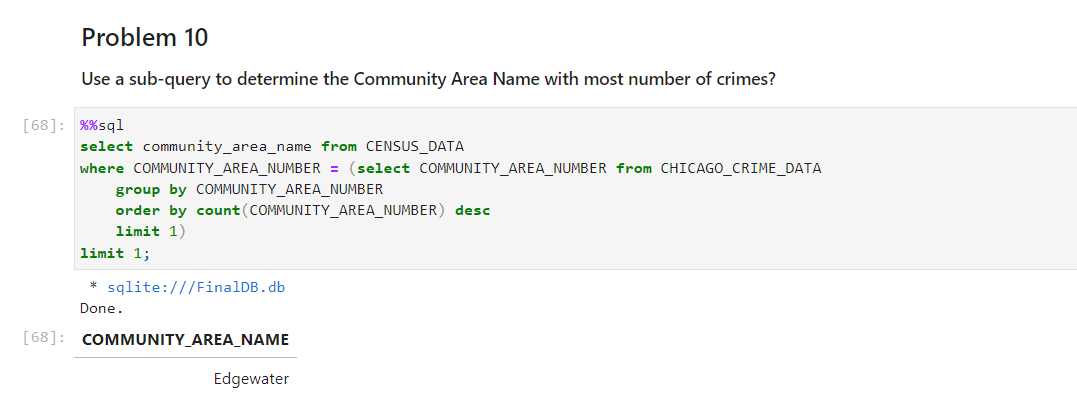 Problem 10
Use a sub-query to determine the Community Area Name with most number of crimes?
[68]: %%sql
select community_area_name from CENSUS_DATA
where COMMUNITY_AREA_NUMBER = (select COMMUNITY_AREA_NUMBER from CHICAGO_CRIME_DATA
    group by COMMUNITY_AREA_NUMBER
    order by count(COMMUNITY_AREA_NUMBER) desc
    limit 1)
limit 1;
* sqlite:///FinalDB.db
Done.
[68]: COMMUNITY_AREA_NAME
Edgewater